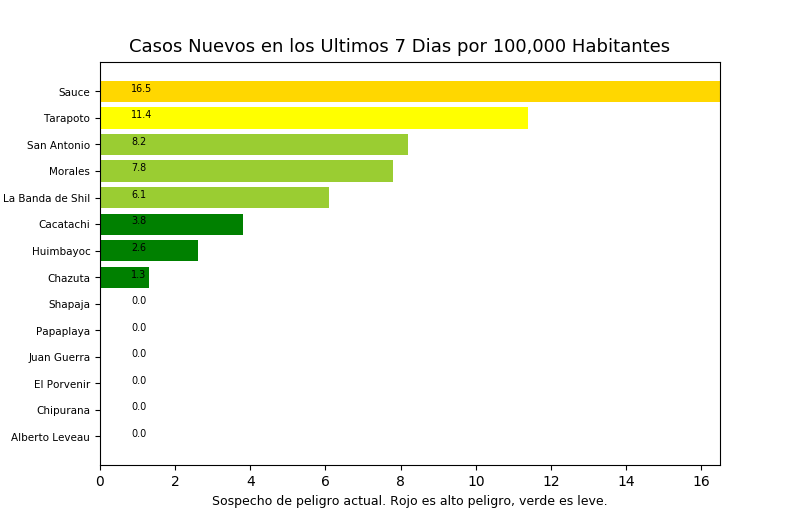 Casos Nuevos en los Ultimos 7 Dias por 100,000 Habitantes
Sauce 16.5
Tarapoto 11.4
San Antonio 8.2
Morales 7.8
La Banda de Shil 6.1
Cacatachi 3.8
Huimbayoc 2.6
Chazuta 1.3
Shapaja 0.0
Papaplaya 0.0
Juan Guerra 0.0
El Porvenir 0.0
Chipurana 0.0
Alberto Leveau 0.0
0 2 4 6 8 10 12 14 16
Sospecho de peligro actual. Rojo es alto peligro, verde es leve.